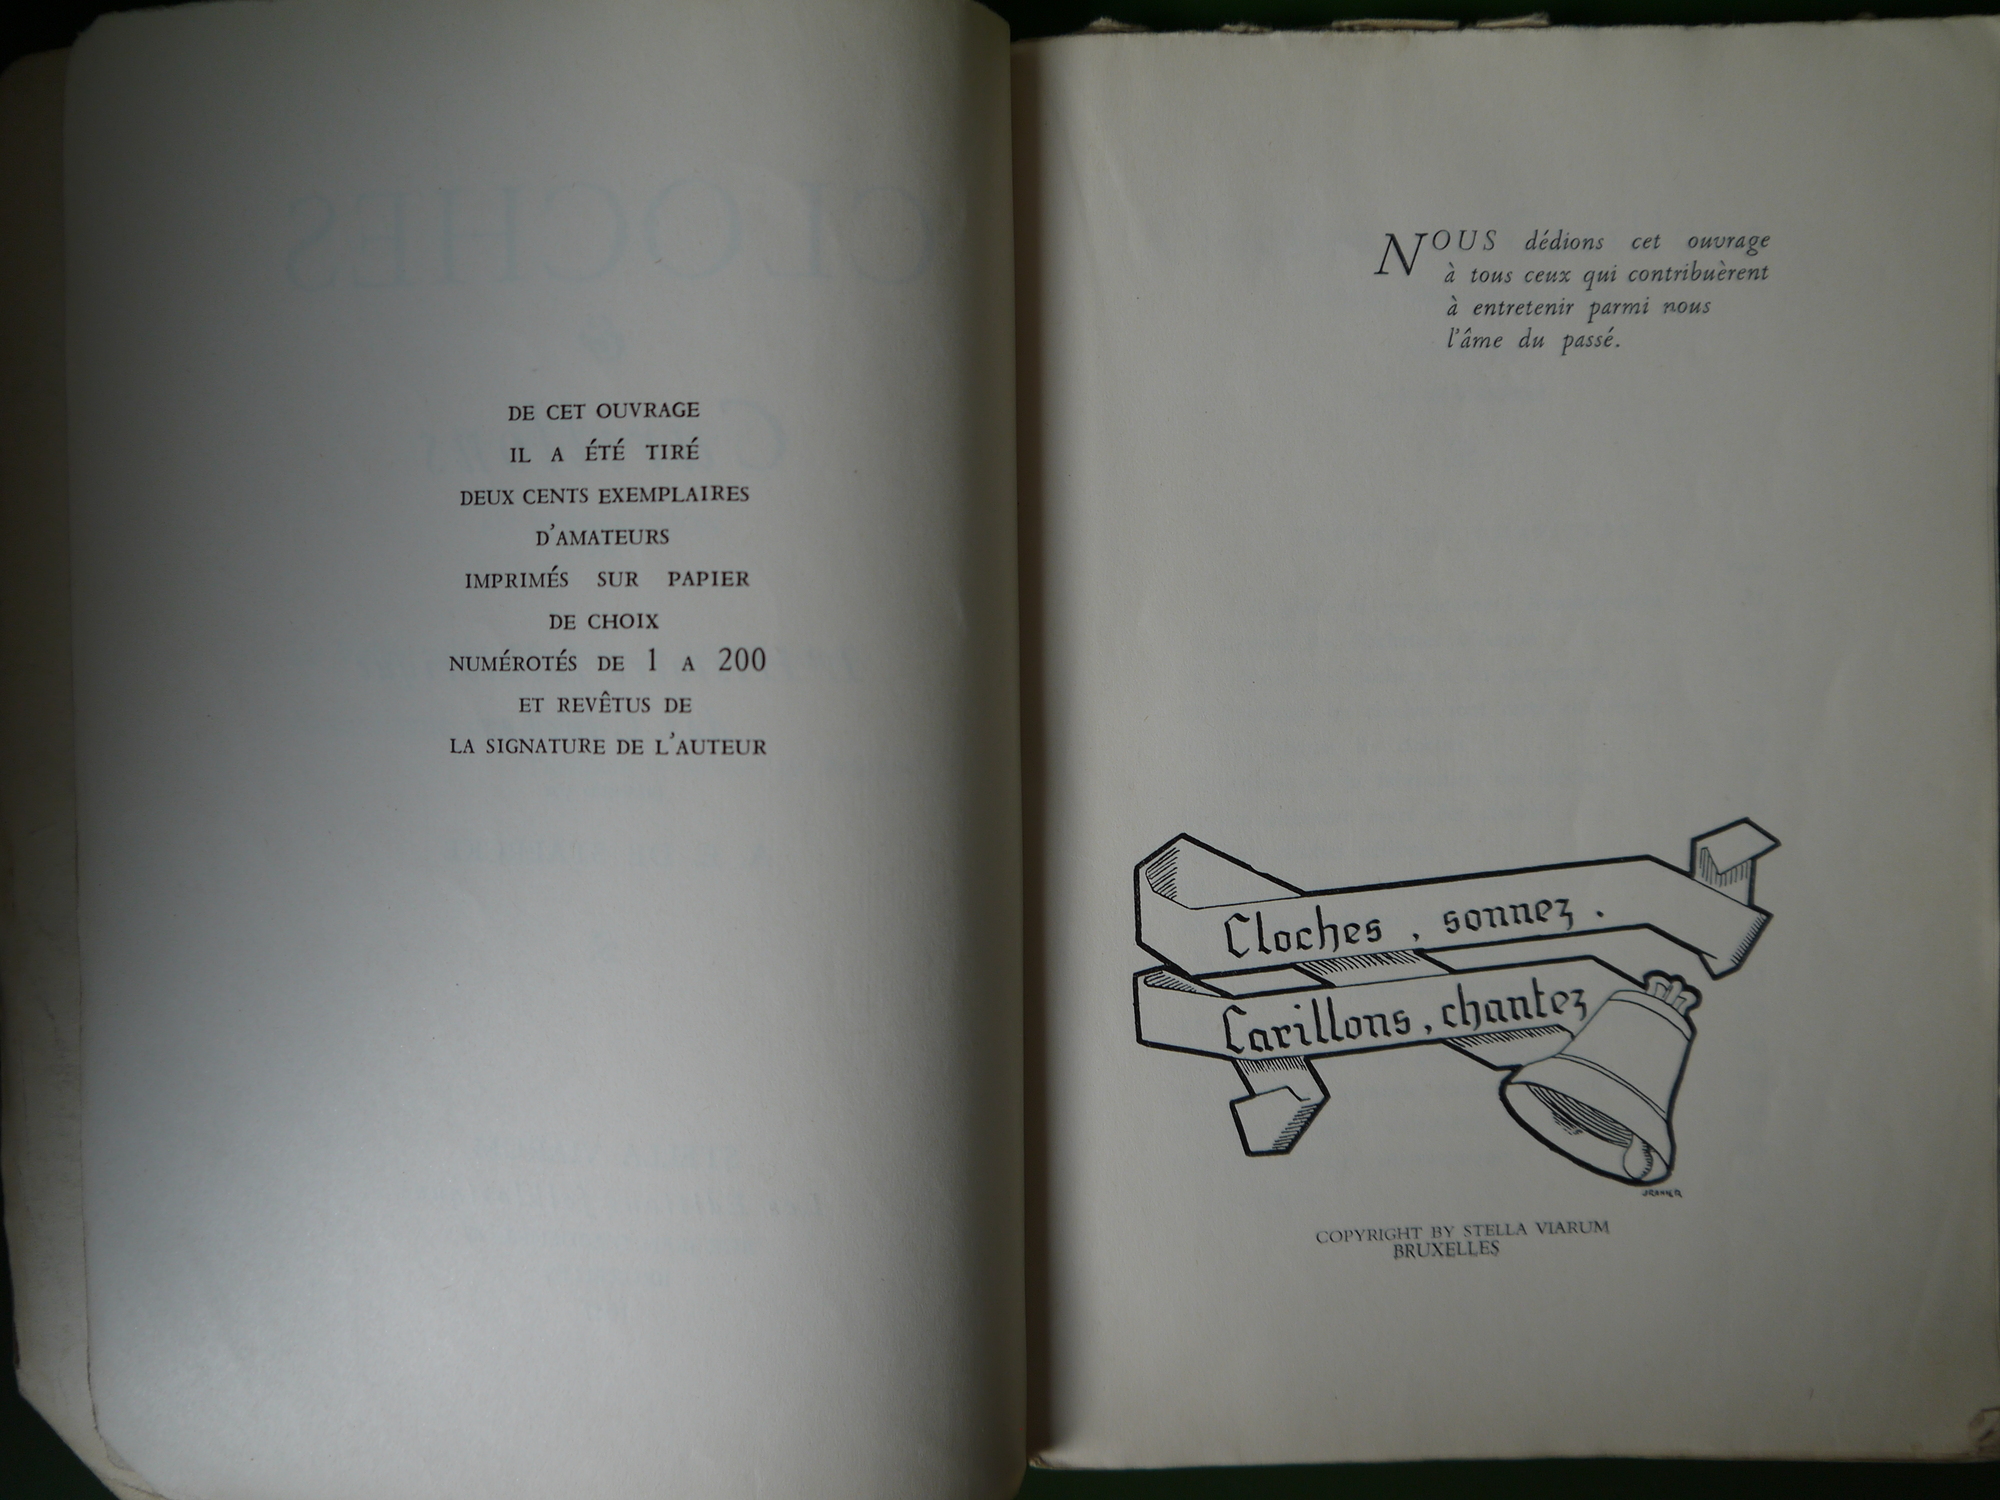 DE CET OUVRAGE
IL A ÉTÉ TIRÉ
DEUX CENTS EXEMPLAIRES
D'AMATEURS
IMPRIMÉS SUR PAPIER
DE CHOIX
NUMÉROTÉS DE 1 A 200
ET REVÊTUS DE
LA SIGNATURE DE L'AUTEUR
NOUS dédions cet ouvrage
à tous ceux qui contribuèrent
à entretenir parmi nous
l'âme du passé.
Cloches, sonnez.
Carillons, chantez
COPYRIGHT BY STELLA VIARUM
BRUXELLES